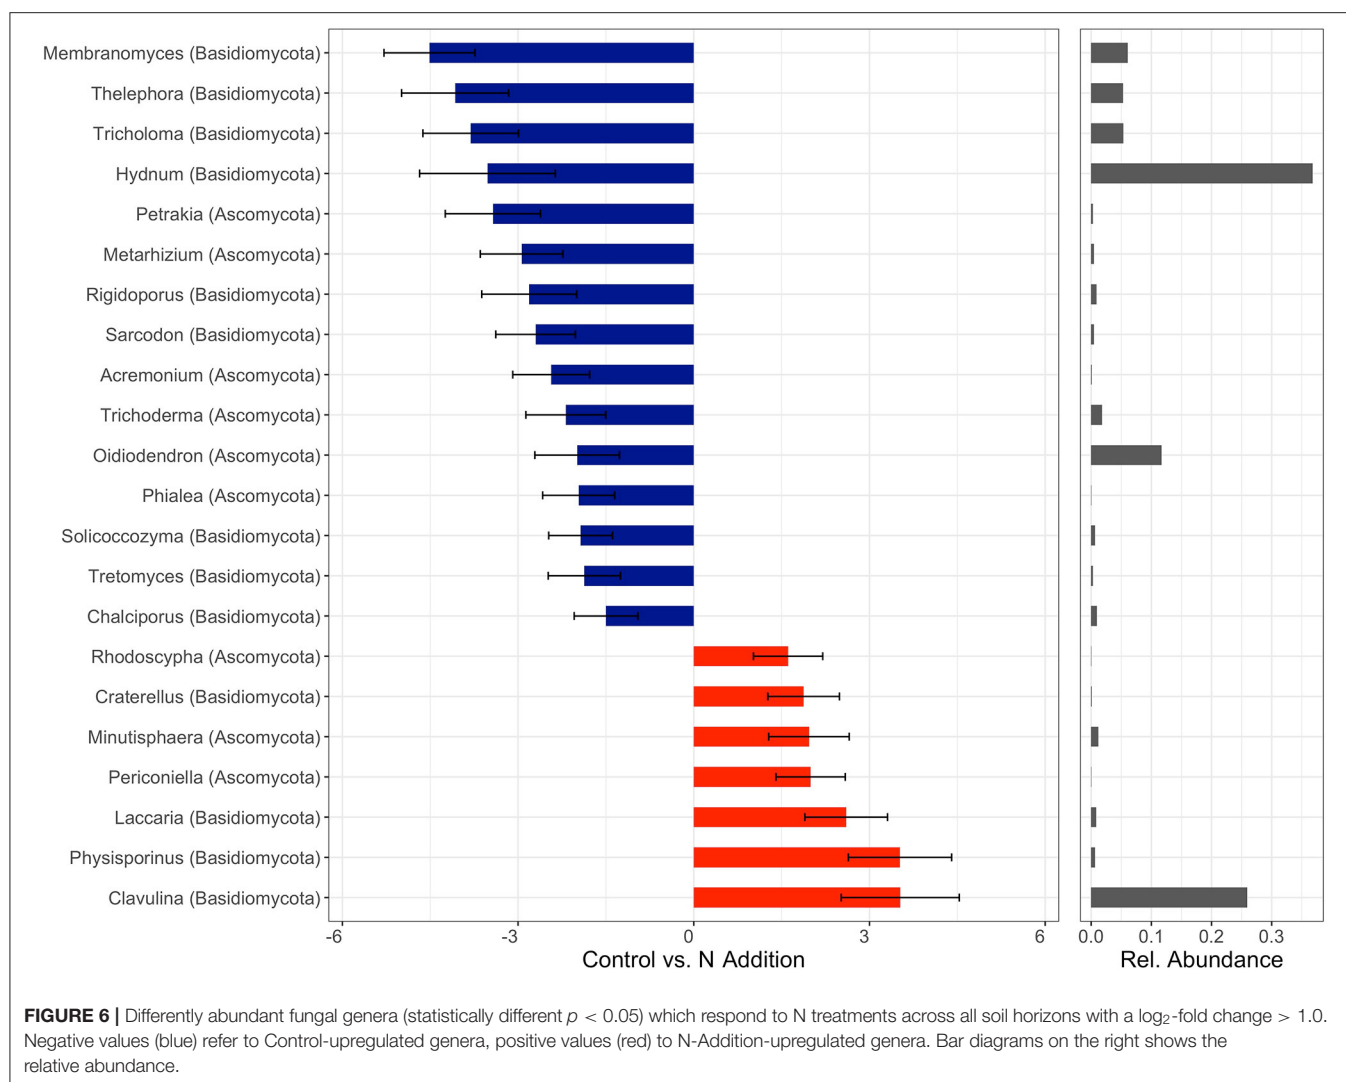 Membranomyces (Basidiomycota)
Thelephora (Basidiomycota)
Tricholoma (Basidiomycota)
Hydnum (Basidiomycota)
Petrakia (Ascomycota)
Metarhizium (Ascomycota)
Rigidoporus (Basidiomycota)
Sarcodon (Basidiomycota)
Acremonium (Ascomycota)
Trichoderma (Ascomycota)
Oidiodendron (Ascomycota)
Phialea (Ascomycota)
Solicoccozyma (Basidiomycota)
Tretomyces (Basidiomycota)
Chalciporus (Basidiomycota)
Rhodoscypha (Ascomycota)
Craterellus (Basidiomycota)
Minutisphaera (Ascomycota)
Periconiella (Ascomycota)
Laccaria (Basidiomycota)
Physisporinus (Basidiomycota)
Clavulina (Basidiomycota)
-6 -3 0 3 6 0.0 0.1 0.2 0.3
Control vs. N Addition Rel. Abundance
FIGURE 6 | Differently abundant fungal genera (statistically different p < 0.05) which respond to N treatments across all soil horizons with a log₂-fold change > 1.0.
Negative values (blue) refer to Control-upregulated genera, positive values (red) to N-Addition-upregulated genera. Bar diagrams on the right shows the
relative abundance.